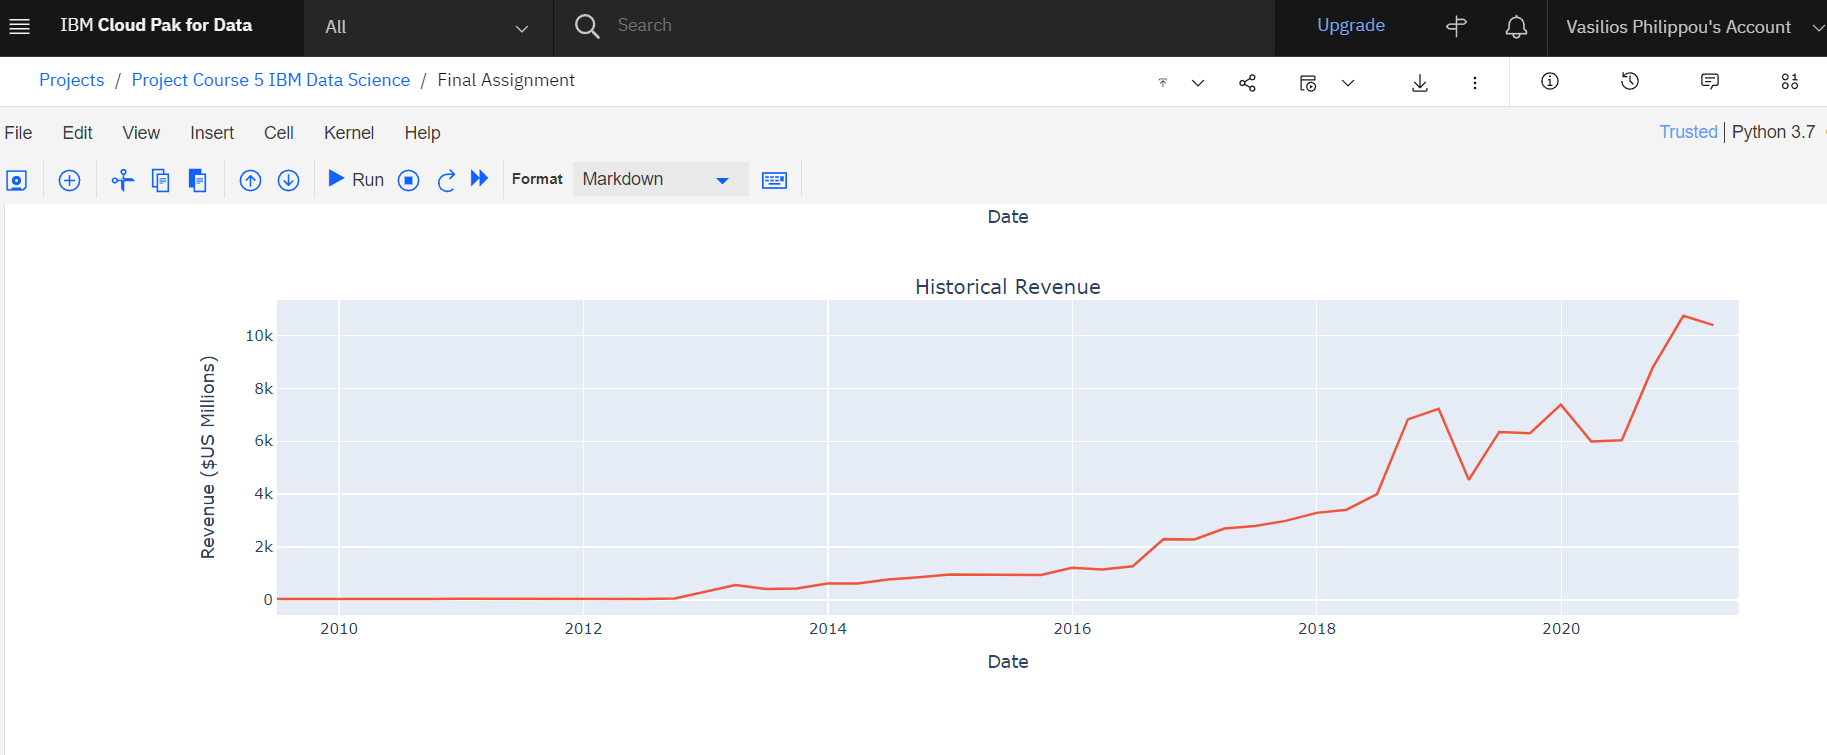 IBM Cloud Pak for Data All Search Upgrade Vasilios Philippou's Account
Projects / Project Course 5 IBM Data Science / Final Assignment
File Edit View Insert Cell Kernel Help Trusted | Python 3.7
Run Format Markdown
Date
Historical Revenue
Revenue ($US Millions)
10k
8k
6k
4k
2k
0
2010 2012 2014 2016 2018 2020
Date